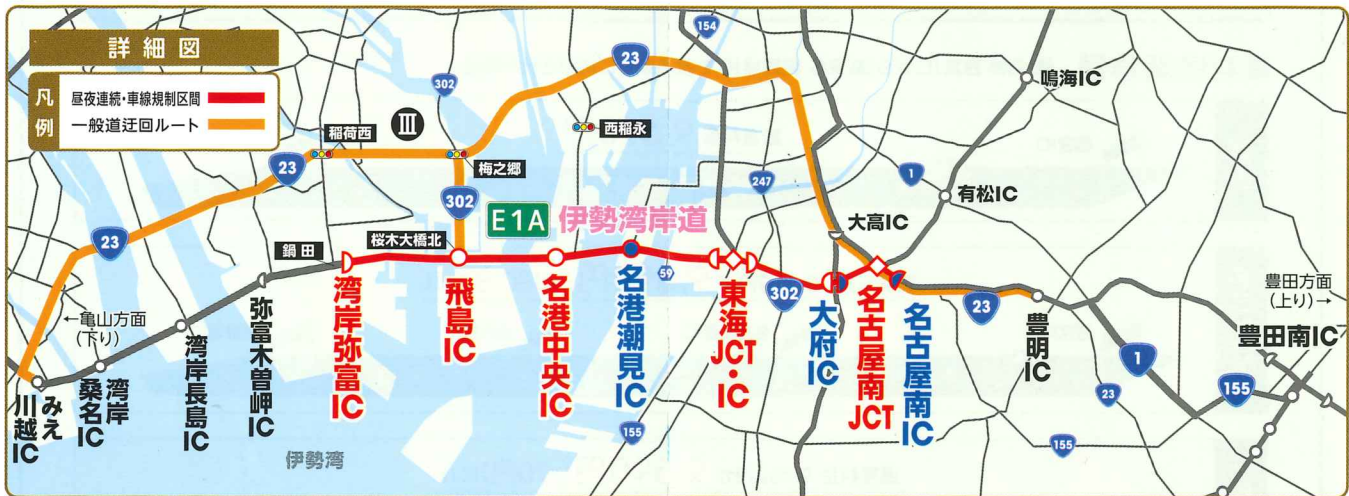 詳細図
凡例
昼夜連続・車線規制区間
一般道迂回ルート
154
23
302
鳴海IC
稲荷西
Ⅲ
西稲永
梅之郷
23
247
1
有松IC
302
E1A
伊勢湾岸道
大高IC
23
鍋田
桜木大橋北
59
302
←亀山方面
(下り)
豊田方面
(上り)→
23
1
155
23
155
155
みえ
川越IC
湾岸
桑名IC
湾岸長島IC
弥富木曽岬IC
湾岸弥富IC
飛島IC
名港中央IC
名港潮見IC
東海JCT・IC
大府IC
名古屋南JCT
名古屋南IC
豊明IC
豊田南IC
伊勢湾